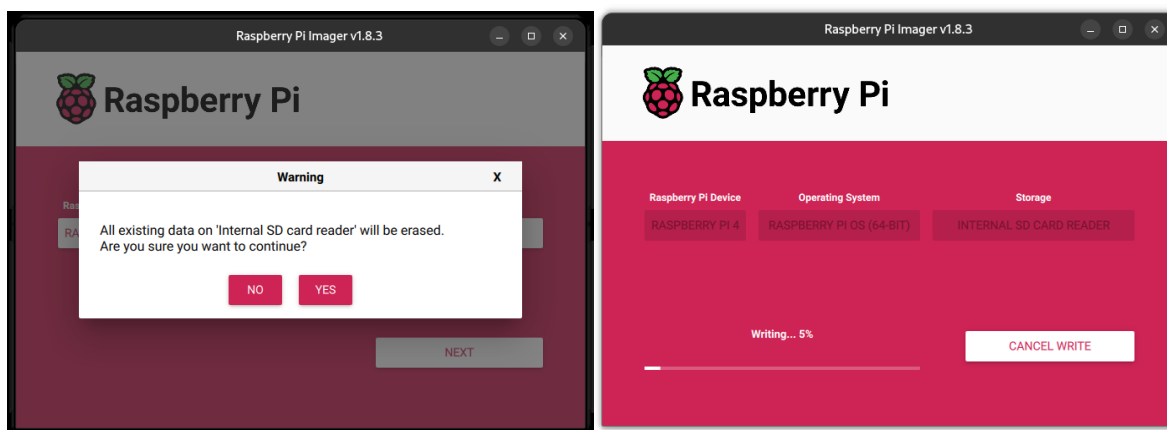 Raspberry Pi Imager v1.8.3
Raspberry Pi
Warning X
Ras
RA
All existing data on 'Internal SD card reader' will be erased.
Are you sure you want to continue?
NO YES
NEXT
Raspberry Pi Imager v1.8.3
Raspberry Pi
Raspberry Pi Device Operating System Storage
RASPBERRY PI 4 RASPBERRY PI OS (64-BIT) INTERNAL SD CARD READER
Writing... 5%
CANCEL WRITE